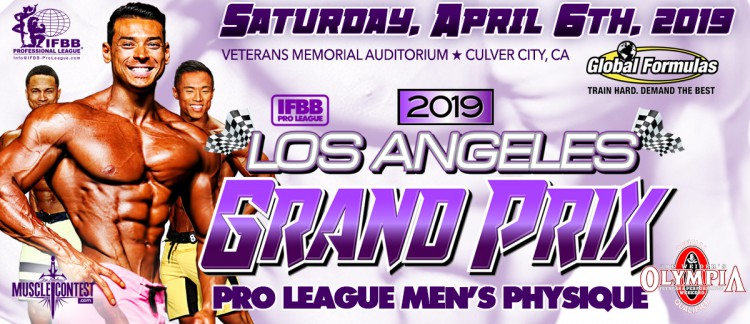 SATURDAY, APRIL 6TH, 2019
VETERANS MEMORIAL AUDITORIUM ★ CULVER CITY, CA
IFBB
PROFESSIONAL LEAGUE
Info@IFBB-ProLeague.com
Global Formulas
TRAIN HARD. DEMAND THE BEST
IFBB
PRO LEAGUE
2019
LOS ANGELES
GRAND PRIX
PRO LEAGUE MEN'S PHYSIQUE
MUSCLECONTEST
.com
OLYMPIA